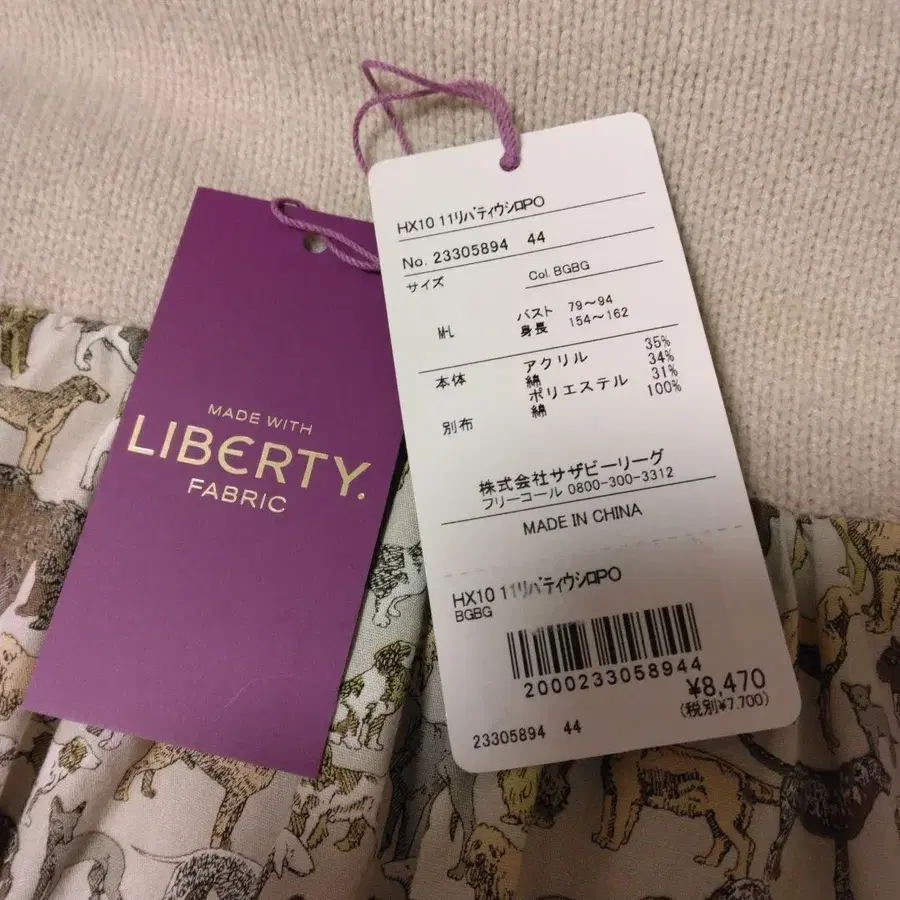 MADE WITH
LIBERTY.
FABRIC
HX10 11リバティウシロPO
No. 23305894 44
サイズ Col. BGBG
M-L バスト 79～94
身長 154～162
本体 アクリル 35%
綿 34%
ポリエステル 31%
別布 綿 100%
株式会社サザビーリーグ
フリーコール 0800-300-3312
MADE IN CHINA
HX10 11リバティウシロPO
BGBG
2000233058944
¥8,470
(税別¥7,700)
23305894 44